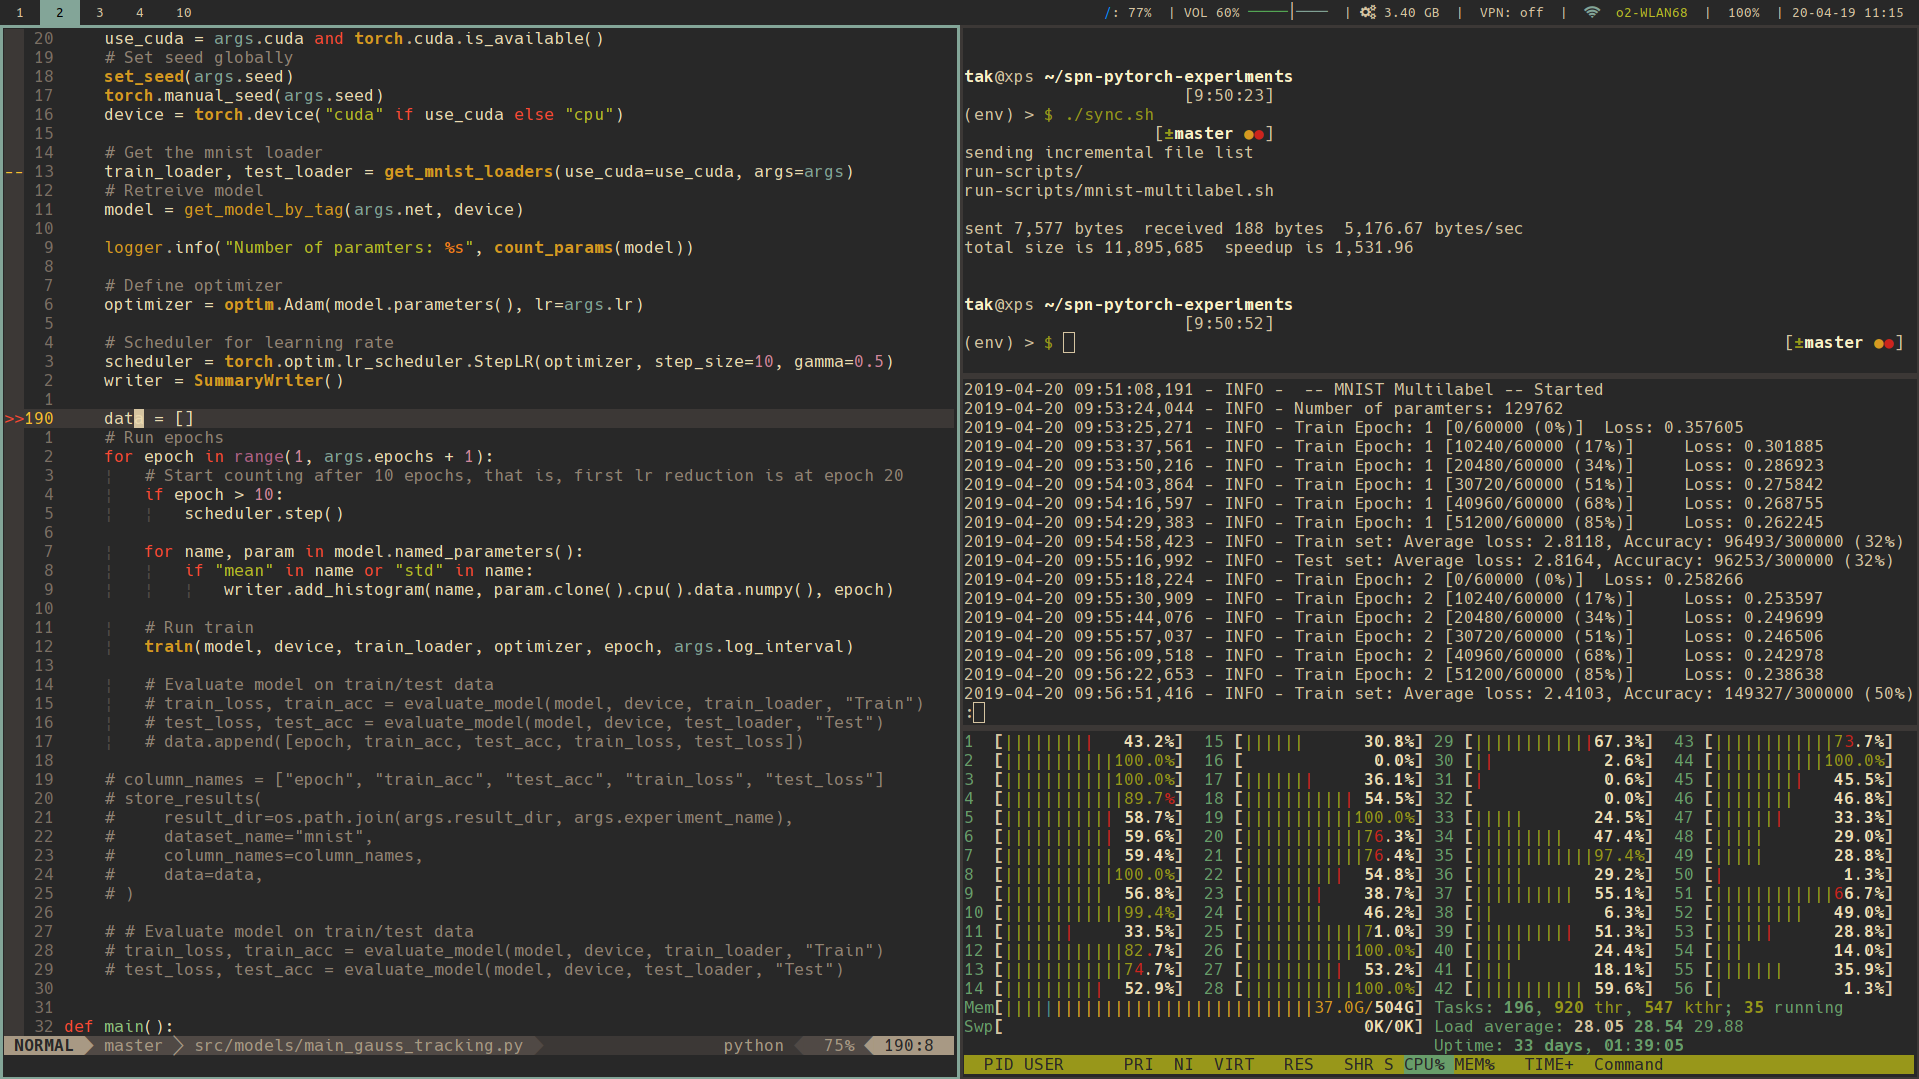 1 2 3 4 10 /: 77% | VOL 60% | 3.40 GB | VPN: off | o2-WLAN68 | 100% | 20-04-19 11:15
20 use_cuda = args.cuda and torch.cuda.is_available()
19 # Set seed globally
18 set_seed(args.seed)
17 torch.manual_seed(args.seed)
16 device = torch.device("cuda" if use_cuda else "cpu")
15
14 # Get the mnist loader
-- 13 train_loader, test_loader = get_mnist_loaders(use_cuda=use_cuda, args=args)
12 # Retreive model
11 model = get_model_by_tag(args.net, device)
10
9 logger.info("Number of paramters: %s", count_params(model))
8
7 # Define optimizer
6 optimizer = optim.Adam(model.parameters(), lr=args.lr)
5
4 # Scheduler for learning rate
3 scheduler = torch.optim.lr_scheduler.StepLR(optimizer, step_size=10, gamma=0.5)
2 writer = SummaryWriter()
1
>>190 data = []
1 # Run epochs
2 for epoch in range(1, args.epochs + 1):
3 # Start counting after 10 epochs, that is, first lr reduction is at epoch 20
4 if epoch > 10:
5 scheduler.step()
6
7 for name, param in model.named_parameters():
8 if "mean" in name or "std" in name:
9 writer.add_histogram(name, param.clone().cpu().data.numpy(), epoch)
10
11 # Run train
12 train(model, device, train_loader, optimizer, epoch, args.log_interval)
13
14 # Evaluate model on train/test data
15 # train_loss, train_acc = evaluate_model(model, device, train_loader, "Train")
16 # test_loss, test_acc = evaluate_model(model, device, test_loader, "Test")
17 # data.append([epoch, train_acc, test_acc, train_loss, test_loss])
18
19 # column_names = ["epoch", "train_acc", "test_acc", "train_loss", "test_loss"]
20 # store_results(
21 # result_dir=os.path.join(args.result_dir, args.experiment_name),
22 # dataset_name="mnist",
23 # column_names=column_names,
24 # data=data,
25 # )
26
27 # # Evaluate model on train/test data
28 # train_loss, train_acc = evaluate_model(model, device, train_loader, "Train")
29 # test_loss, test_acc = evaluate_model(model, device, test_loader, "Test")
30
31
32 def main():
NORMAL master src/models/main_gauss_tracking.py python 75% 190:8
tak@xps ~/spn-pytorch-experiments
[9:50:23]
(env) > $ ./sync.sh
[±master ●●]
sending incremental file list
run-scripts/
run-scripts/mnist-multilabel.sh
sent 7,577 bytes received 188 bytes 5,176.67 bytes/sec
total size is 11,895,685 speedup is 1,531.96
tak@xps ~/spn-pytorch-experiments
[9:50:52]
(env) > $ [±master ●●]
2019-04-20 09:51:08,191 - INFO - -- MNIST Multilabel -- Started
2019-04-20 09:53:24,044 - INFO - Number of paramters: 129762
2019-04-20 09:53:25,271 - INFO - Train Epoch: 1 [0/60000 (0%)] Loss: 0.357605
2019-04-20 09:53:37,561 - INFO - Train Epoch: 1 [10240/60000 (17%)] Loss: 0.301885
2019-04-20 09:53:50,216 - INFO - Train Epoch: 1 [20480/60000 (34%)] Loss: 0.286923
2019-04-20 09:54:03,864 - INFO - Train Epoch: 1 [30720/60000 (51%)] Loss: 0.275842
2019-04-20 09:54:16,597 - INFO - Train Epoch: 1 [40960/60000 (68%)] Loss: 0.268755
2019-04-20 09:54:29,383 - INFO - Train Epoch: 1 [51200/60000 (85%)] Loss: 0.262245
2019-04-20 09:54:58,423 - INFO - Train set: Average loss: 2.8118, Accuracy: 96493/300000 (32%)
2019-04-20 09:55:16,992 - INFO - Test set: Average loss: 2.8164, Accuracy: 96253/300000 (32%)
2019-04-20 09:55:18,224 - INFO - Train Epoch: 2 [0/60000 (0%)] Loss: 0.258266
2019-04-20 09:55:30,909 - INFO - Train Epoch: 2 [10240/60000 (17%)] Loss: 0.253597
2019-04-20 09:55:44,076 - INFO - Train Epoch: 2 [20480/60000 (34%)] Loss: 0.249699
2019-04-20 09:55:57,037 - INFO - Train Epoch: 2 [30720/60000 (51%)] Loss: 0.246506
2019-04-20 09:56:09,518 - INFO - Train Epoch: 2 [40960/60000 (68%)] Loss: 0.242978
2019-04-20 09:56:22,653 - INFO - Train Epoch: 2 [51200/60000 (85%)] Loss: 0.238638
2019-04-20 09:56:51,416 - INFO - Train set: Average loss: 2.4103, Accuracy: 149327/300000 (50%)
:
1 [43.2%] 15 [30.8%] 29 [67.3%] 43 [73.7%]
2 [100.0%] 16 [0.0%] 30 [2.6%] 44 [100.0%]
3 [100.0%] 17 [36.1%] 31 [0.6%] 45 [45.5%]
4 [89.7%] 18 [54.5%] 32 [0.0%] 46 [46.8%]
5 [58.7%] 19 [100.0%] 33 [24.5%] 47 [33.3%]
6 [59.6%] 20 [76.3%] 34 [47.4%] 48 [29.0%]
7 [59.4%] 21 [76.4%] 35 [97.4%] 49 [28.8%]
8 [100.0%] 22 [54.8%] 36 [29.2%] 50 [1.3%]
9 [56.8%] 23 [38.7%] 37 [55.1%] 51 [66.7%]
10 [99.4%] 24 [46.2%] 38 [6.3%] 52 [49.0%]
11 [33.5%] 25 [71.0%] 39 [51.3%] 53 [28.8%]
12 [82.7%] 26 [100.0%] 40 [24.4%] 54 [14.0%]
13 [74.7%] 27 [53.2%] 41 [18.1%] 55 [35.9%]
14 [52.9%] 28 [100.0%] 42 [59.6%] 56 [1.3%]
Mem[37.0G/504G] Tasks: 196, 920 thr, 547 kthr; 35 running
Swp[0K/0K] Load average: 28.05 28.54 29.88
Uptime: 33 days, 01:39:05
PID USER PRI NI VIRT RES SHR S CPU% MEM% TIME+ Command